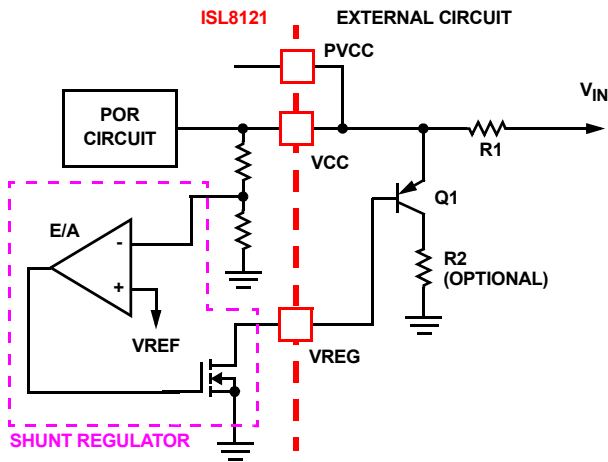 ISL8121
EXTERNAL CIRCUIT
PVCC
VIN
POR
CIRCUIT
VCC
R1
Q1
E/A
-
+
R2
(OPTIONAL)
VREF
VREG
SHUNT REGULATOR